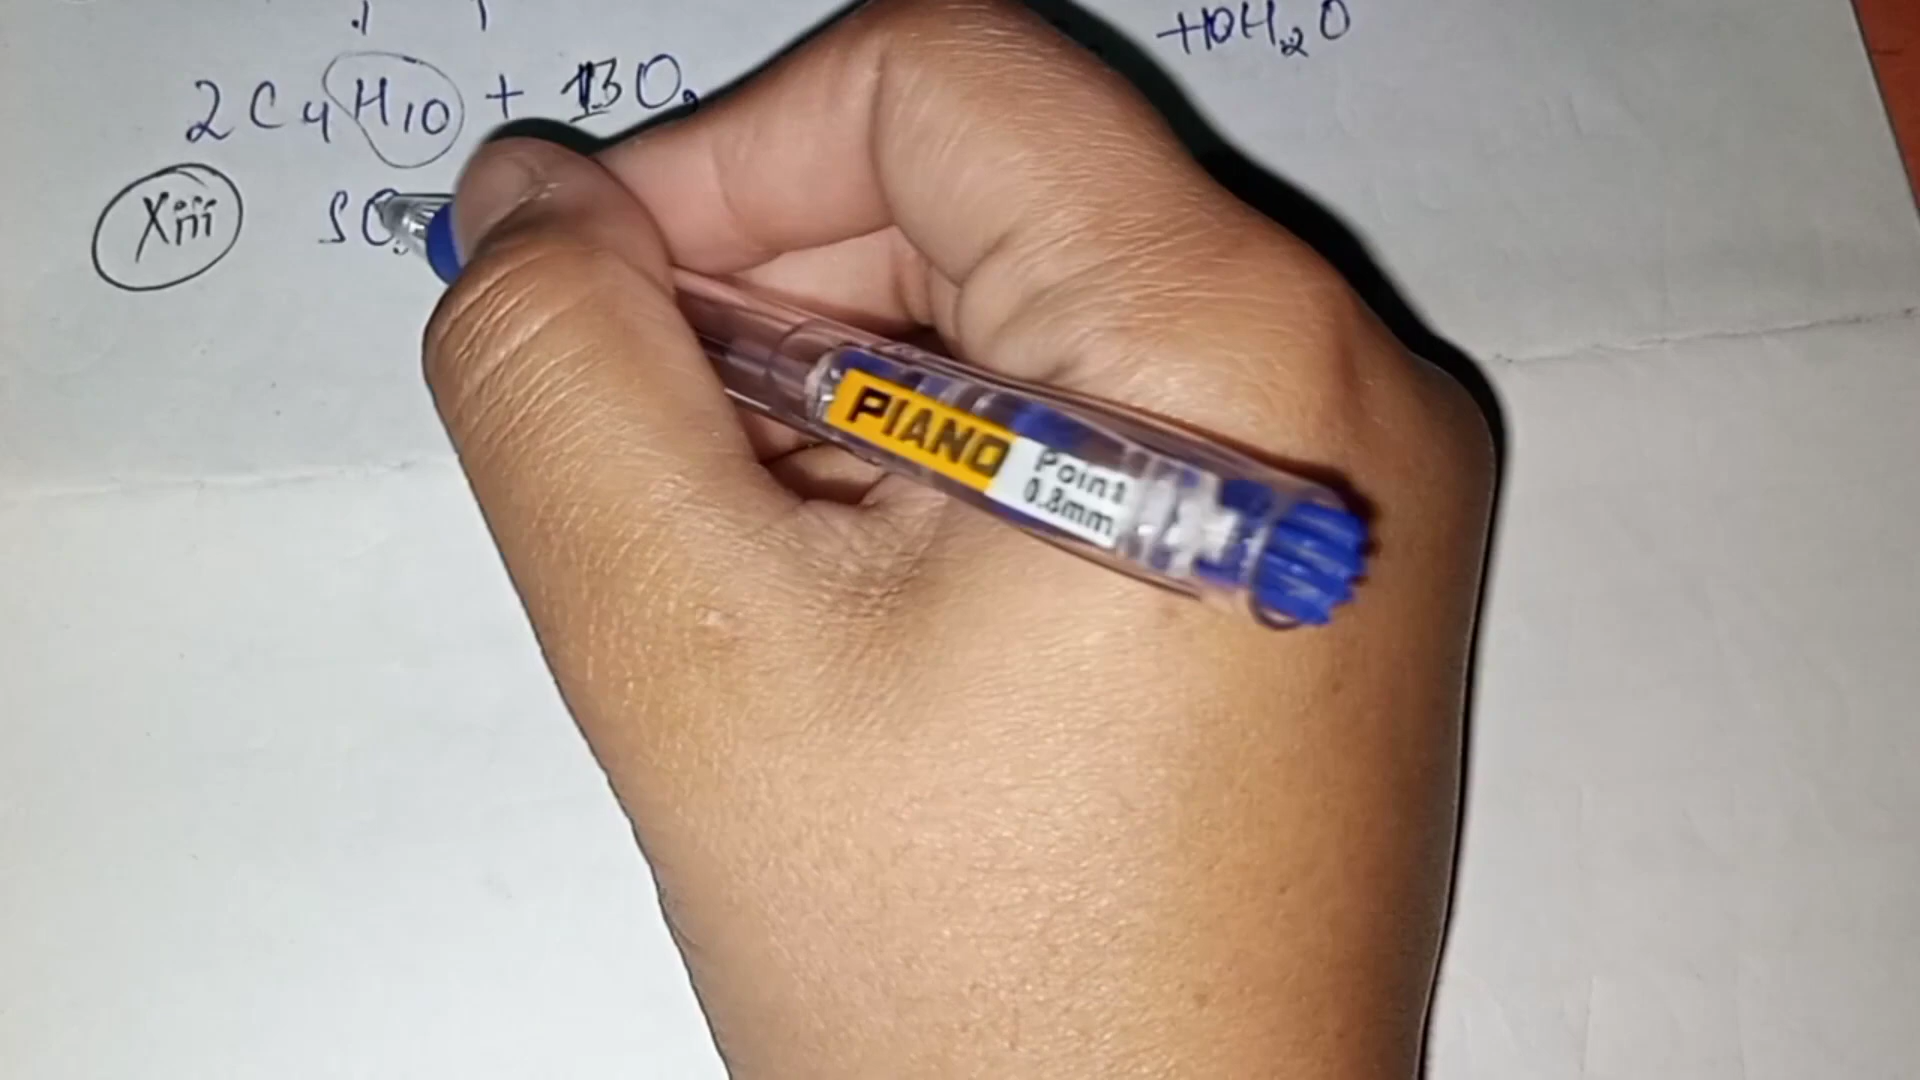 +10H₂O
2C₄H₁₀ + 13O₂
Xiii SO
PIANO
Point
0.8mm